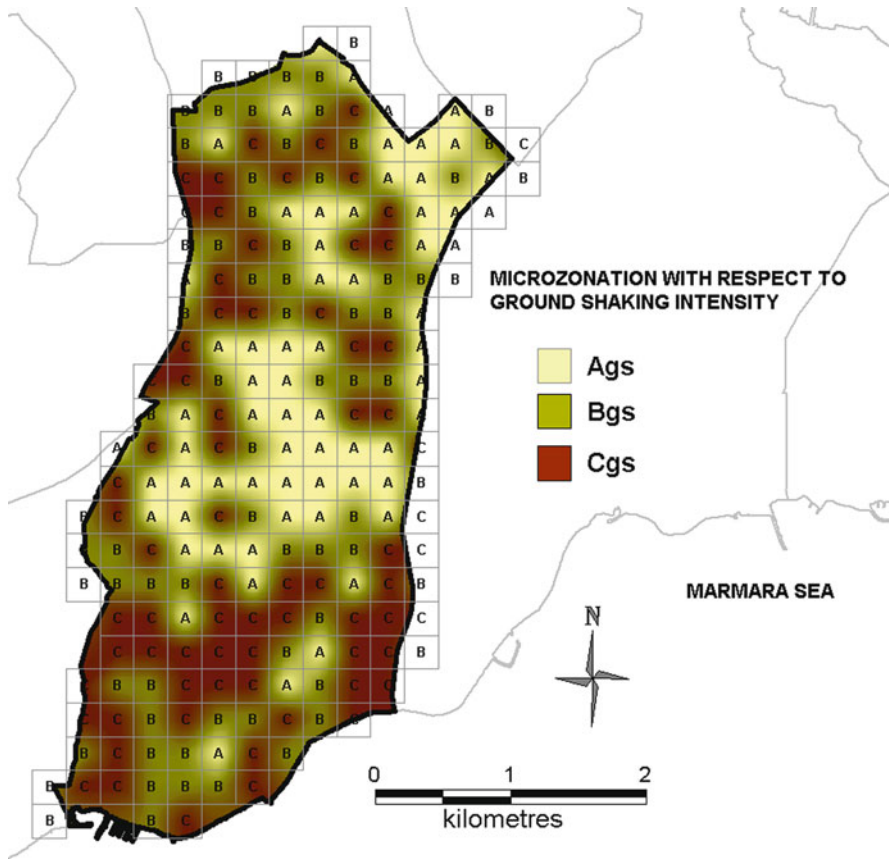 B
B B B B A
B B B A B C A A B
B A C B C B A A A B C
C C B C B C A A B A B
C C B A A A C A A A
B B C B A C C A A
A C B B A A B B B
MICROZONATION WITH RESPECT TO
GROUND SHAKING INTENSITY
B C C B C B B A
C A A A A C C A
Ags
C C B A A B B B A
B A C A A A C C A
Bgs
A C A C B A A A A C
Cgs
C A A A A A A A A B
B C A A C B A A B A C
B C A A A B B B C C
B B B B C A C C A C B
MARMARA SEA
C C A C C C B C C C
N
C C C C C B A C C B
C B B C C C A B C C
C C B C B B C B C
B C B B A C B
0 1 2
B C C B B B C
B B C
kilometres